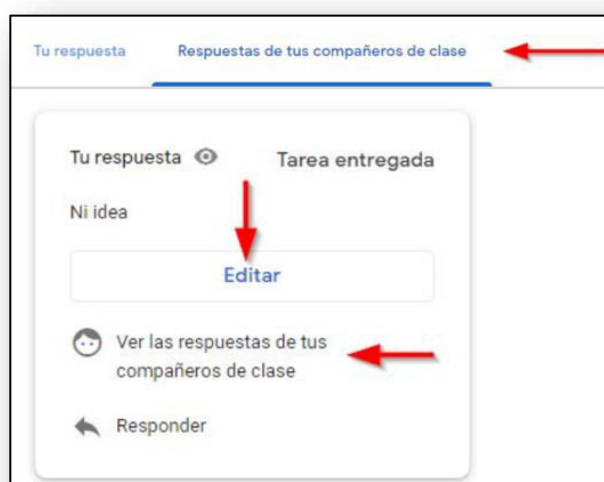 Tu respuesta
Respuestas de tus compañeros de clase
Tu respuesta
Tarea entregada
Ni idea
Editar
Ver las respuestas de tus
compañeros de clase
Responder